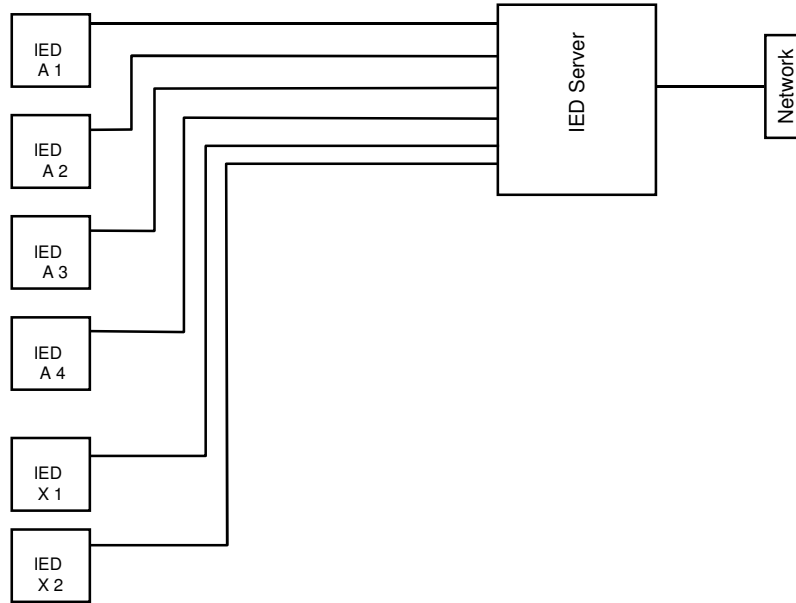 IED
A 1
IED
A 2
IED
A 3
IED
A 4
IED
X 1
IED
X 2
IED Server
Network